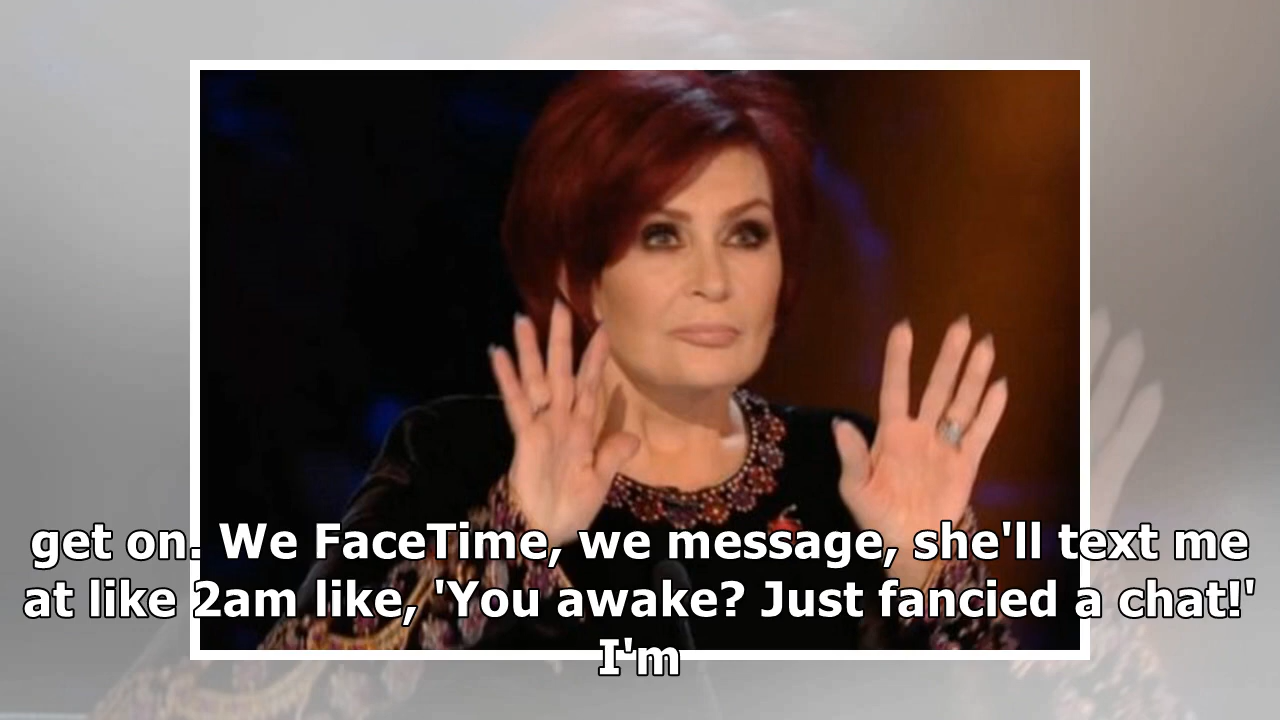 get on. We FaceTime, we message, she'll text me
at like 2am like, 'You awake? Just fancied a chat!'
I'm